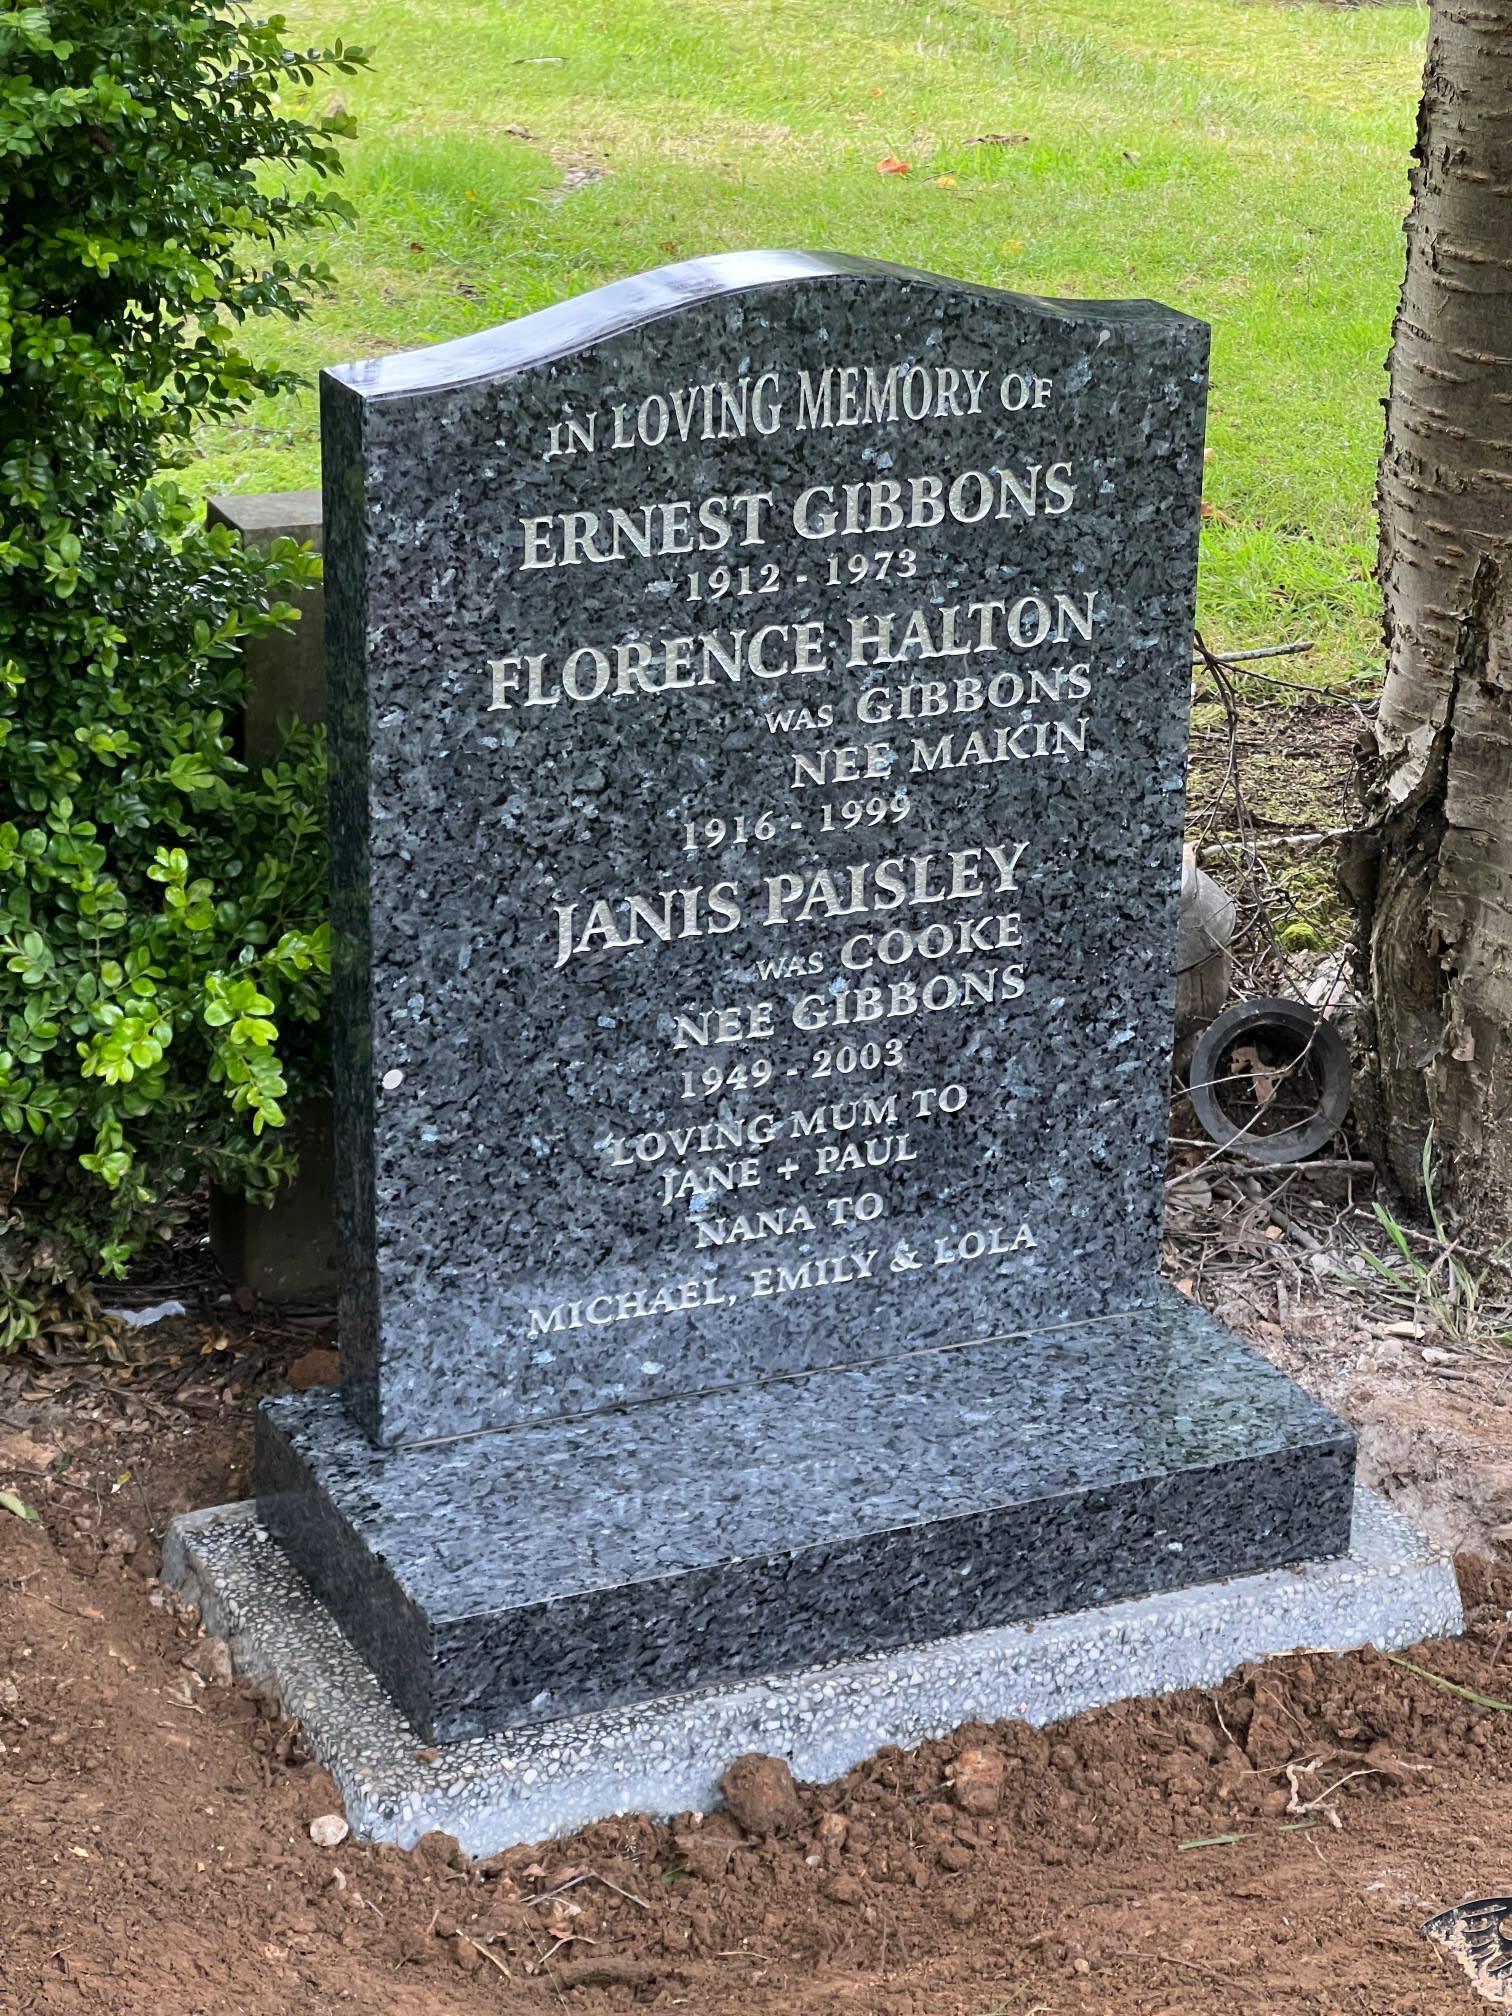 IN LOVING MEMORY OF
ERNEST GIBBONS
1912 - 1973
FLORENCE HALTON
WAS GIBBONS
NEE MAKIN
1916 - 1999
JANIS PAISLEY
WAS COOKE
NEE GIBBONS
1949 - 2003
LOVING MUM TO
JANE + PAUL
NANA TO
MICHAEL, EMILY & LOLA